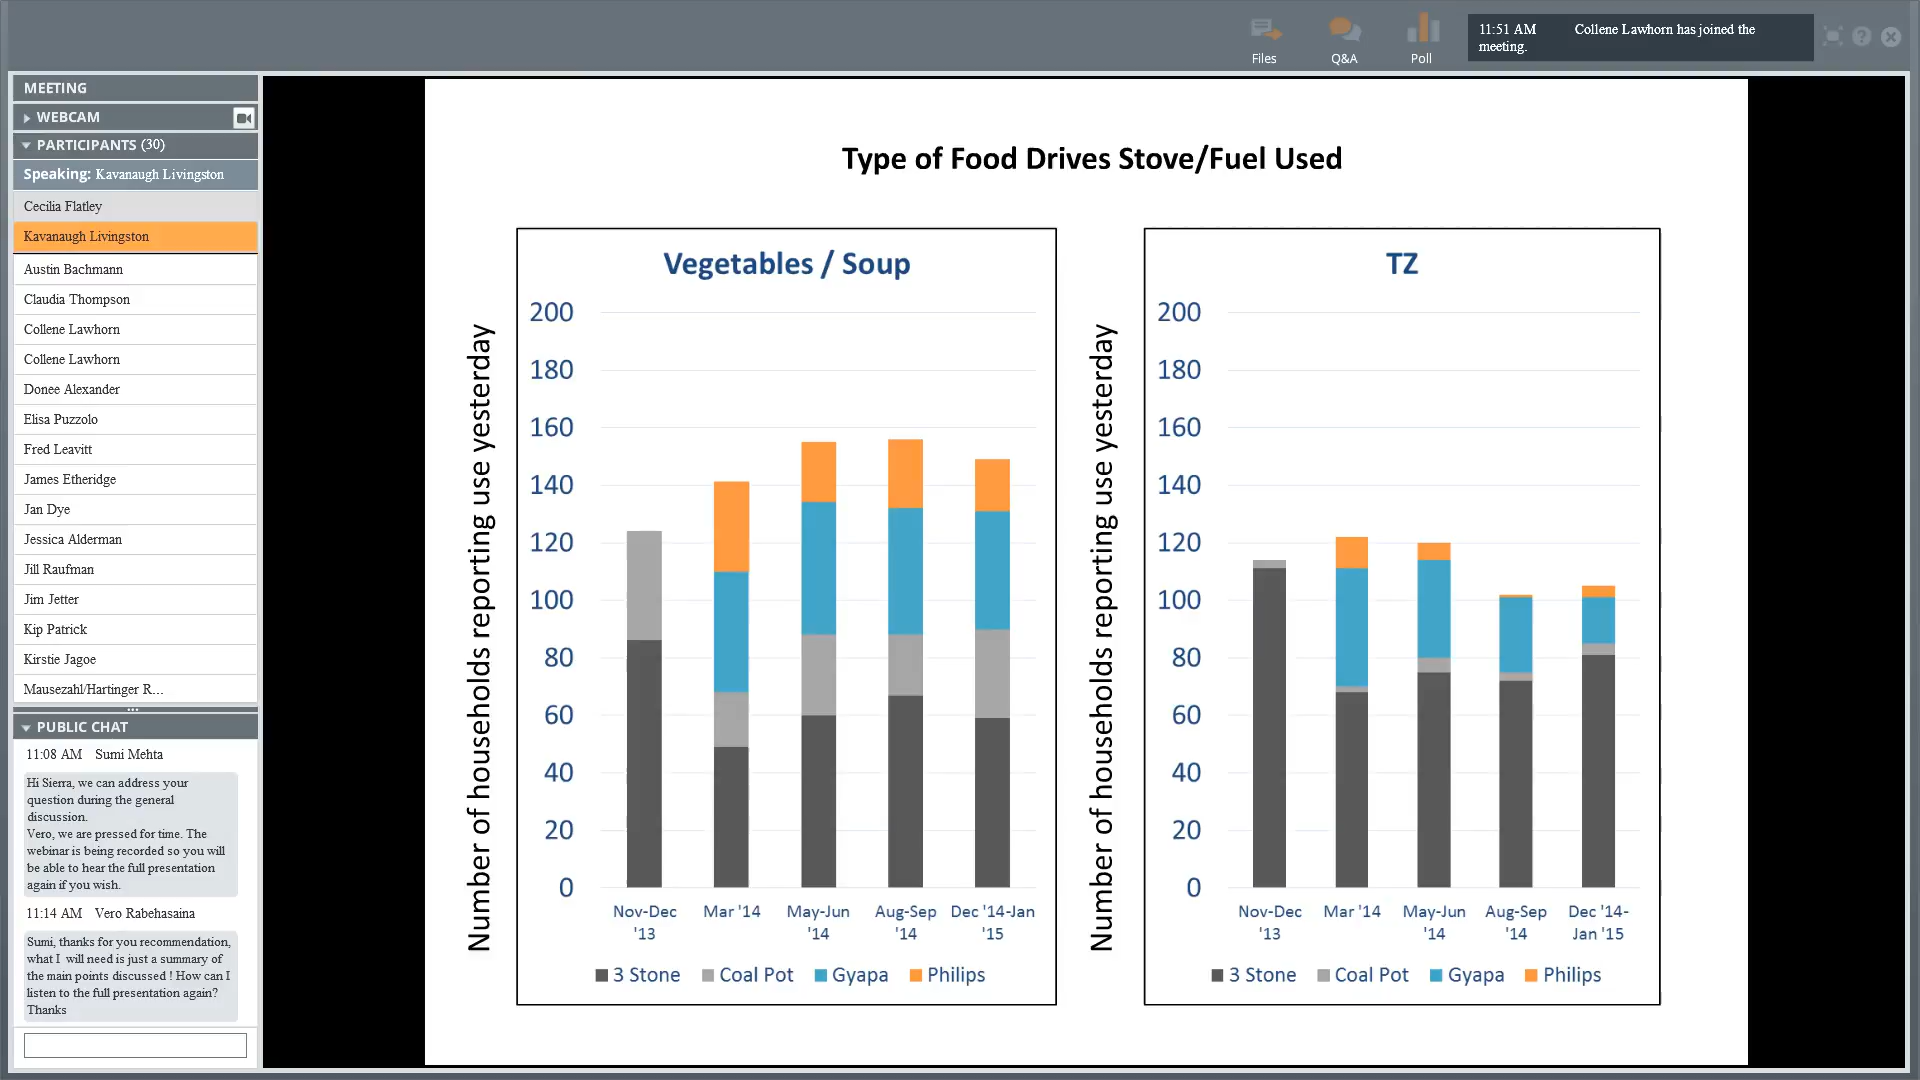 Files
Q&A
Poll
11:51 AM Collene Lawhorn has joined the
meeting.
MEETING
WEBCAM
PARTICIPANTS (30)
Speaking: Kavanaugh Livingston
Cecilia Flatley
Kavanaugh Livingston
Austin Bachmann
Claudia Thompson
Collene Lawhorn
Collene Lawhorn
Donee Alexander
Elisa Puzzolo
Fred Leavitt
James Etheridge
Jan Dye
Jessica Alderman
Jill Raufman
Jim Jetter
Kip Patrick
Kirstie Jagoe
Mausezahl/Hartinger R...
PUBLIC CHAT
11:08 AM Sumi Mehta
Hi Sierra, we can address your
question during the general
discussion.
Vero, we are pressed for time. The
webinar is being recorded so you will
be able to hear the full presentation
again if you wish.
11:14 AM Vero Rabehasaina
Sumi, thanks for you recommendation,
what I will need is just a summary of
the main points discussed ! How can I
listen to the full presentation again?
Thanks
Type of Food Drives Stove/Fuel Used
Vegetables / Soup
Number of households reporting use yesterday
200
180
160
140
120
100
80
60
40
20
0
Nov-Dec
'13
Mar '14
May-Jun
'14
Aug-Sep
'14
Dec '14-Jan
'15
3 Stone
Coal Pot
Gyapa
Philips
TZ
Number of households reporting use yesterday
200
180
160
140
120
100
80
60
40
20
0
Nov-Dec
'13
Mar '14
May-Jun
'14
Aug-Sep
'14
Dec '14-
Jan '15
3 Stone
Coal Pot
Gyapa
Philips